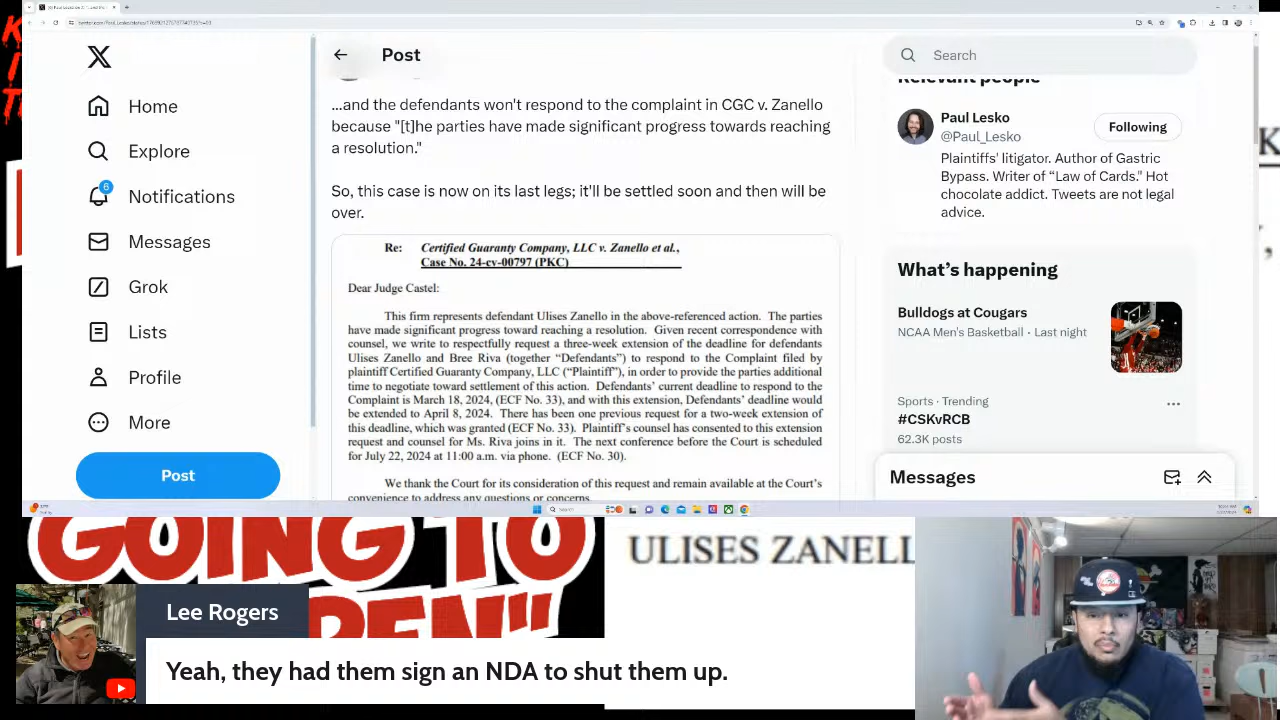 Post
Search
Home
Explore
6
Notifications
Messages
Grok
Lists
Profile
More
Post
...and the defendants won't respond to the complaint in CGC v. Zanello
because "[t]he parties have made significant progress towards reaching
a resolution."
So, this case is now on its last legs; it'll be settled soon and then will be
over.
Re: Certified Guaranty Company, LLC v. Zanello et al.,
Case No. 24-cv-00797 (PKC)
Dear Judge Castel:
This firm represents defendant Ulises Zanello in the above-referenced action. The parties
have made significant progress toward reaching a resolution. Given recent correspondence with
counsel, we write to respectfully request a three-week extension of the deadline for defendants
Ulises Zanello and Bree Riva (together “Defendants”) to respond to the Complaint filed by
plaintiff Certified Guaranty Company, LLC (“Plaintiff”), in order to provide the parties additional
time to negotiate toward settlement of this action. Defendants’ current deadline to respond to the
Complaint is March 18, 2024, (ECF No. 33), and with this extension, Defendants’ deadline would
be extended to April 8, 2024. There has been one previous request for a two-week extension of
this deadline, which was granted (ECF No. 33). Plaintiff’s counsel has consented to this extension
request and counsel for Ms. Riva joins in it. The next conference before the Court is scheduled
for July 22, 2024 at 11:00 a.m. via phone. (ECF No. 30).
We thank the Court for its consideration of this request and remain available at the Court’s
convenience to address any questions or concerns.
Relevant people
Paul Lesko
@Paul_Lesko
Following
Plaintiffs' litigator. Author of Gastric
Bypass. Writer of “Law of Cards." Hot
chocolate addict. Tweets are not legal
advice.
What’s happening
Bulldogs at Cougars
NCAA Men's Basketball · Last night
Sports · Trending
#CSKvRCB
62.3K posts
Messages
GOING TO
ULISES ZANELL
Lee Rogers
Yeah, they had them sign an NDA to shut them up.